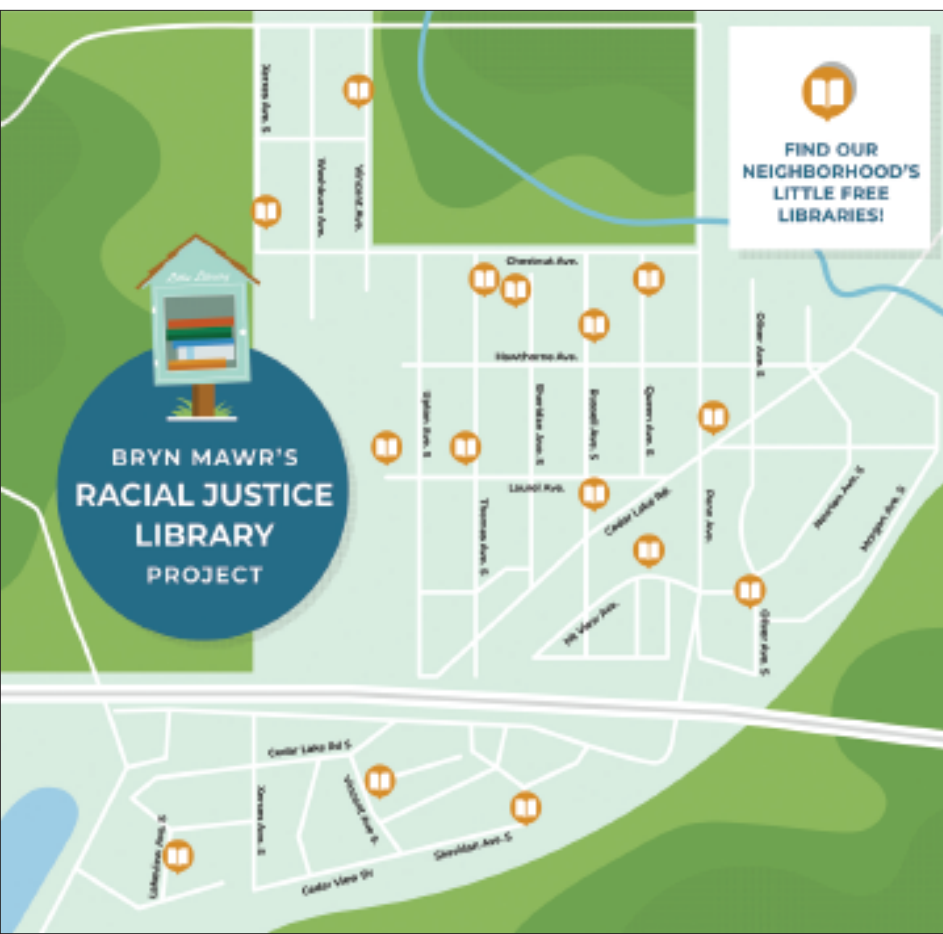 FIND OUR
NEIGHBORHOOD'S
LITTLE FREE
LIBRARIES!
Xerxes Ave. S
Washburn Ave.
Vincent Ave.
Chestnut Ave.
Hawthorne Ave.
Oliver Ave. S
Upton Ave. S
Sheridan Ave. S
Russell Ave. S
Queen Ave. S
BRYN MAWR'S
RACIAL JUSTICE
LIBRARY
PROJECT
Laurel Ave.
Cedar Lake Rd.
Thomas Ave. S
Penn Ave.
Newton Ave. S
Morgan Ave. S
Mt View Ave.
Oliver Ave. S
Cedar Lake Rd S
Xerxes Ave. S
Vincent Ave S.
Sheridan Ave. S
Cedar View Dr